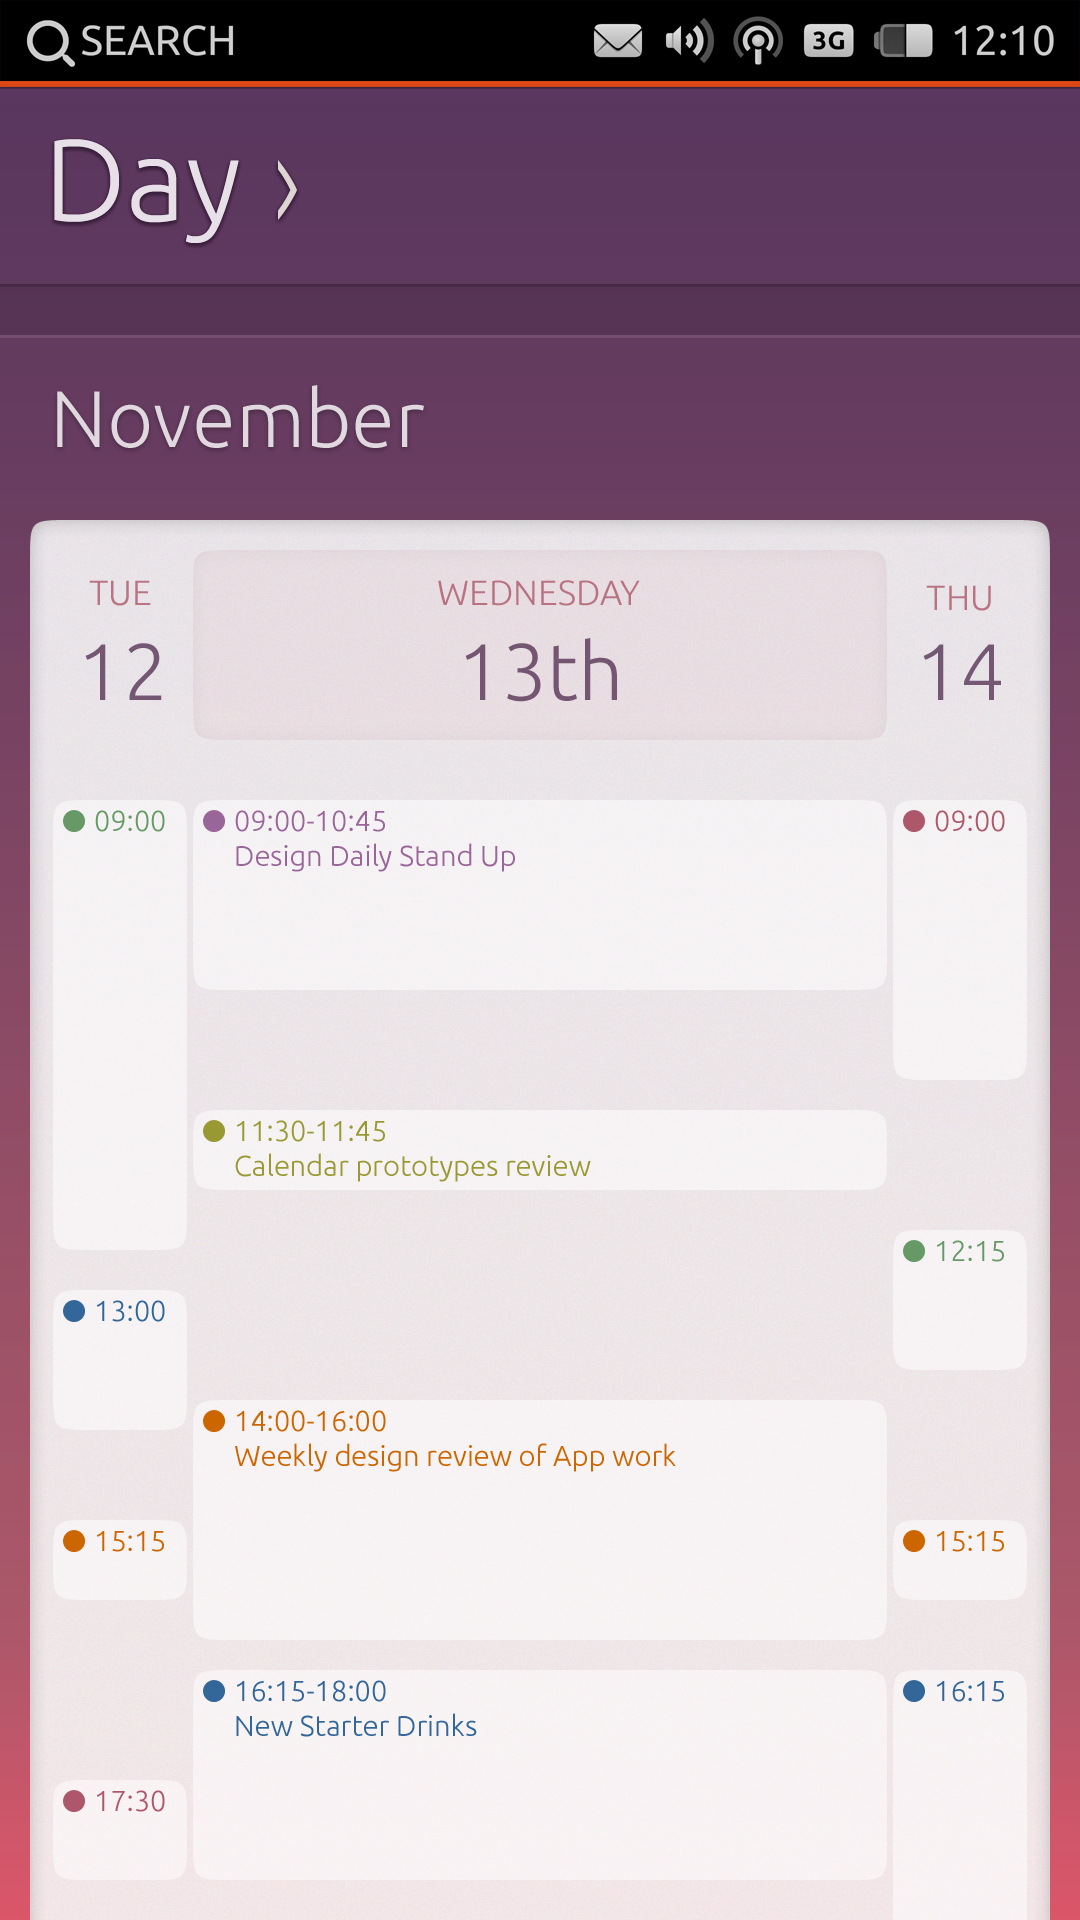 SEARCH 3G 12:10
Day
November
TUE WEDNESDAY THU
12 13th 14
09:00 09:00-10:45 09:00
Design Daily Stand Up
11:30-11:45
Calendar prototypes review
12:15
13:00
14:00-16:00
Weekly design review of App work
15:15 15:15
16:15-18:00 16:15
New Starter Drinks
17:30